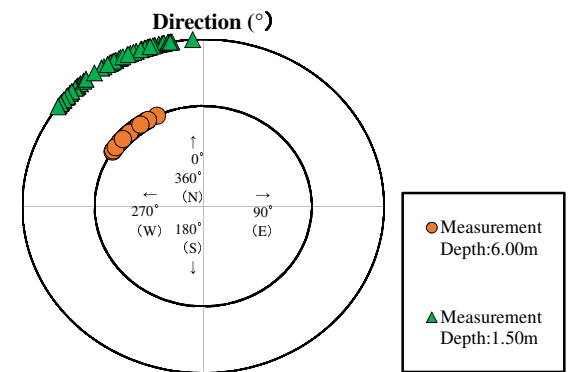 Direction (°)
↑
0°
360°
(N)
← →
270° 90°
(W) (E)
180°
(S)
↓
Measurement
Depth:6.00m
Measurement
Depth:1.50m